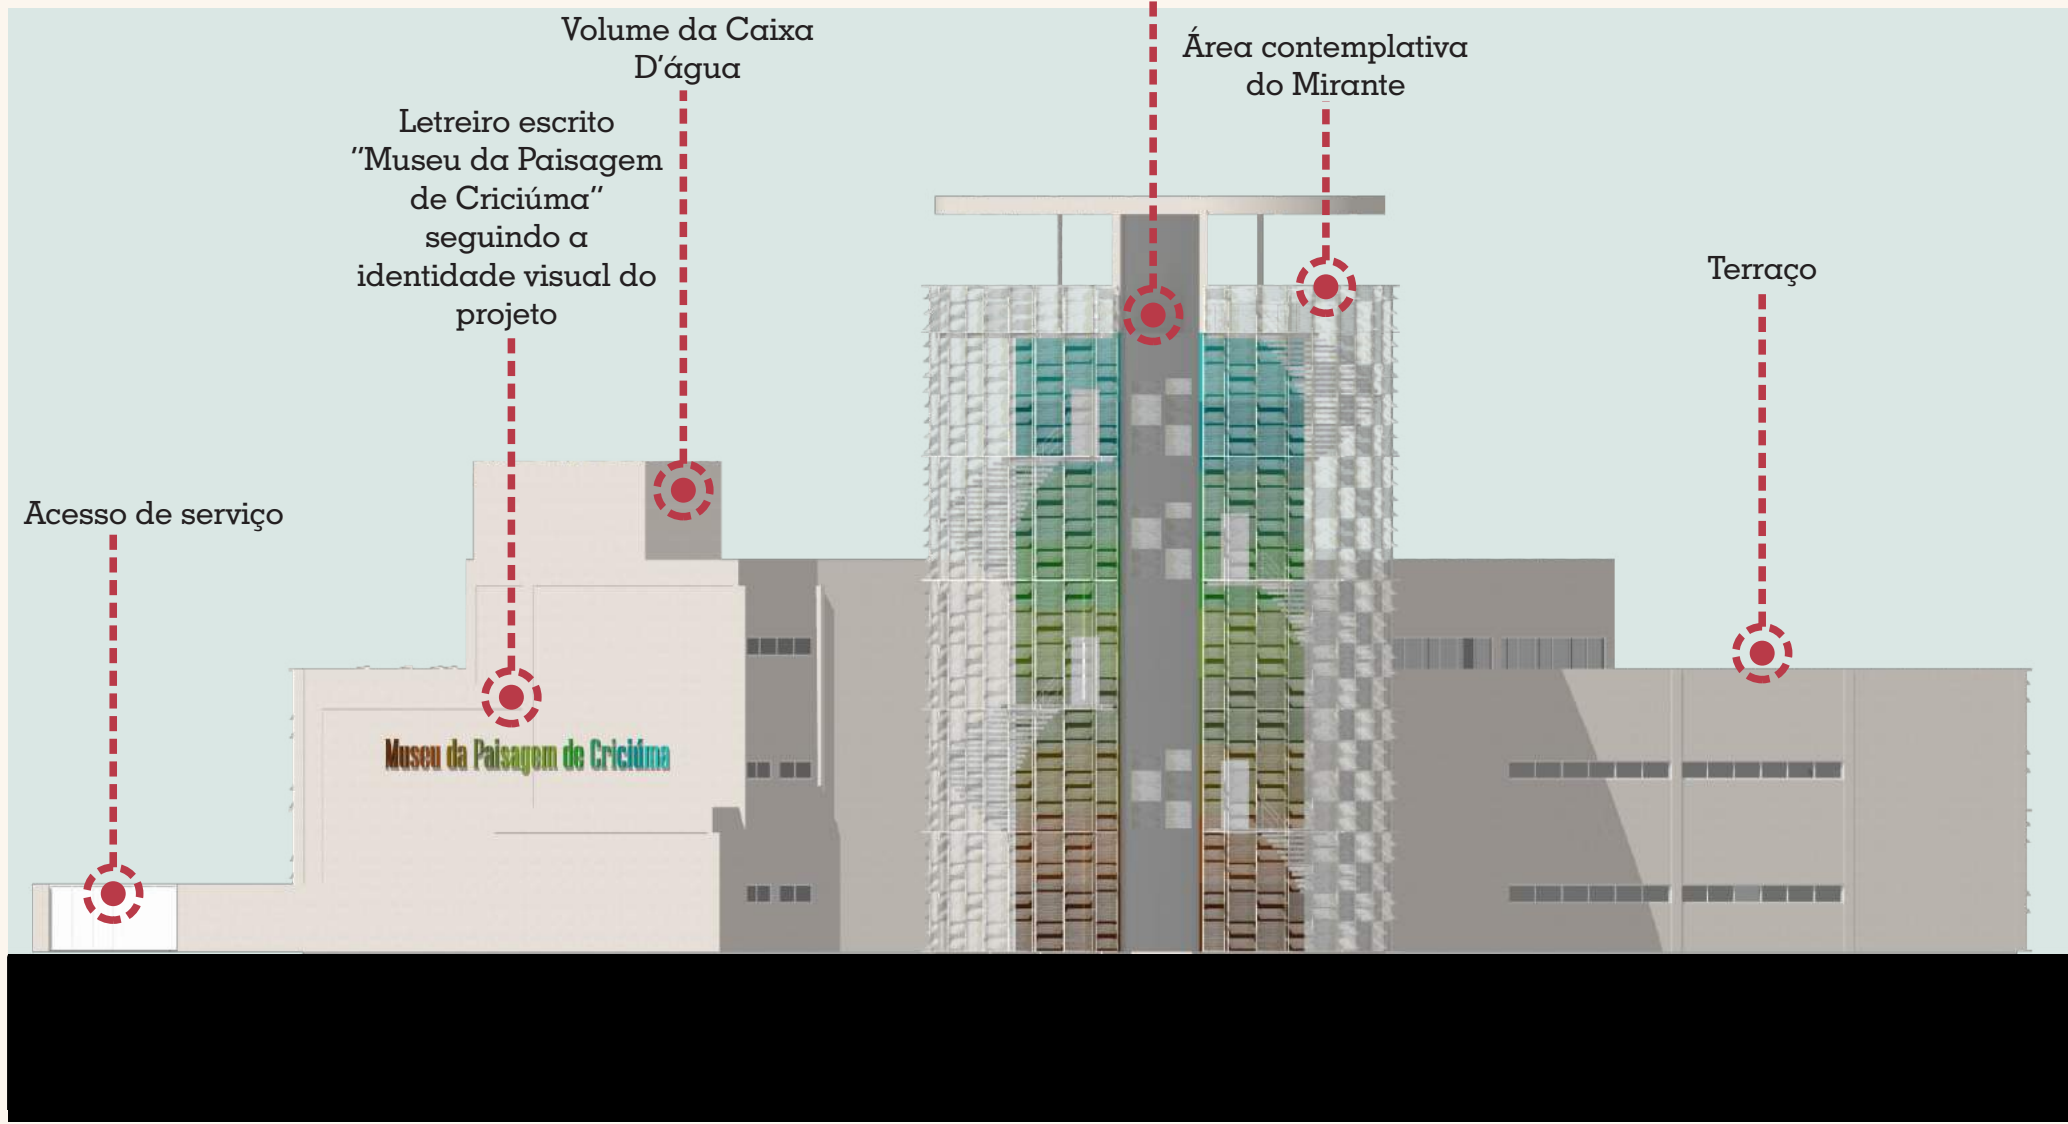 Volume da Caixa
D'água
Área contemplativa
do Mirante
Letreiro escrito
"Museu da Paisagem
de Criciúma"
seguindo a
identidade visual do
projeto
Terraço
Acesso de serviço
Museu da Paisagem de Criciúma